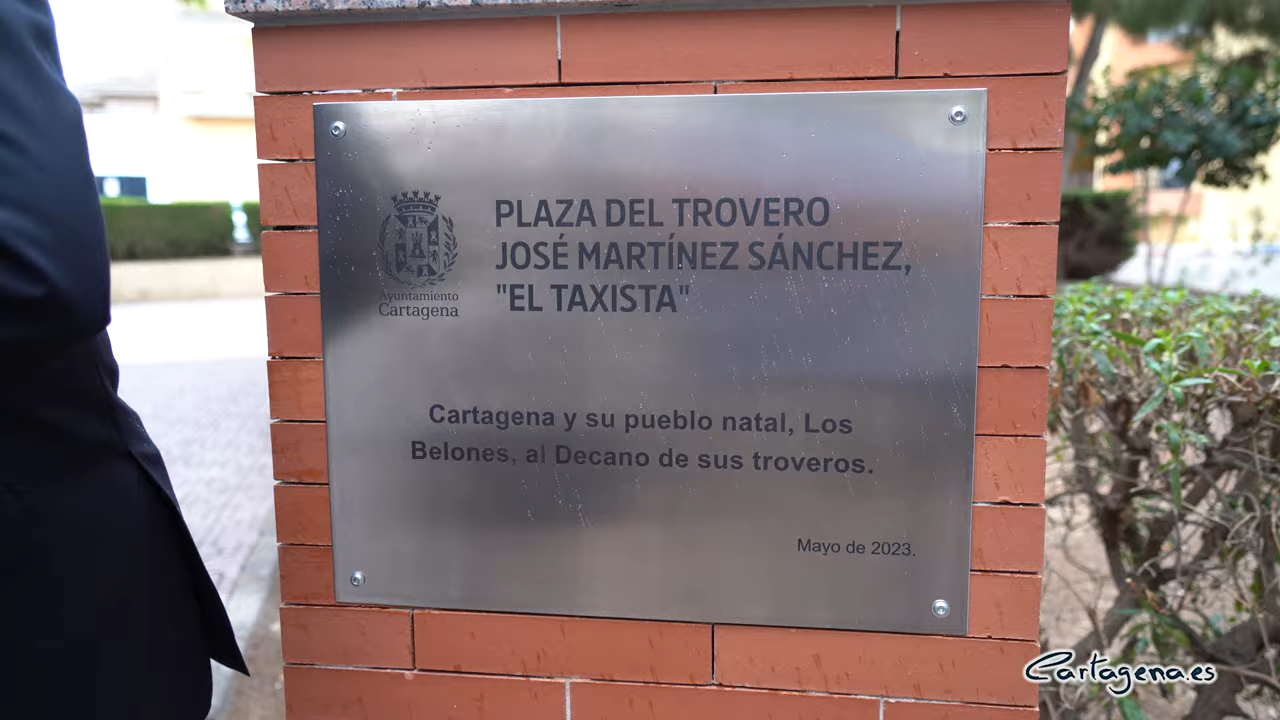 PLAZA DEL TROVERO
JOSÉ MARTÍNEZ SÁNCHEZ,
"EL TAXISTA"
Ayuntamiento
Cartagena
Cartagena y su pueblo natal, Los
Belones, al Decano de sus troveros.
Mayo de 2023.
Cartagena.es